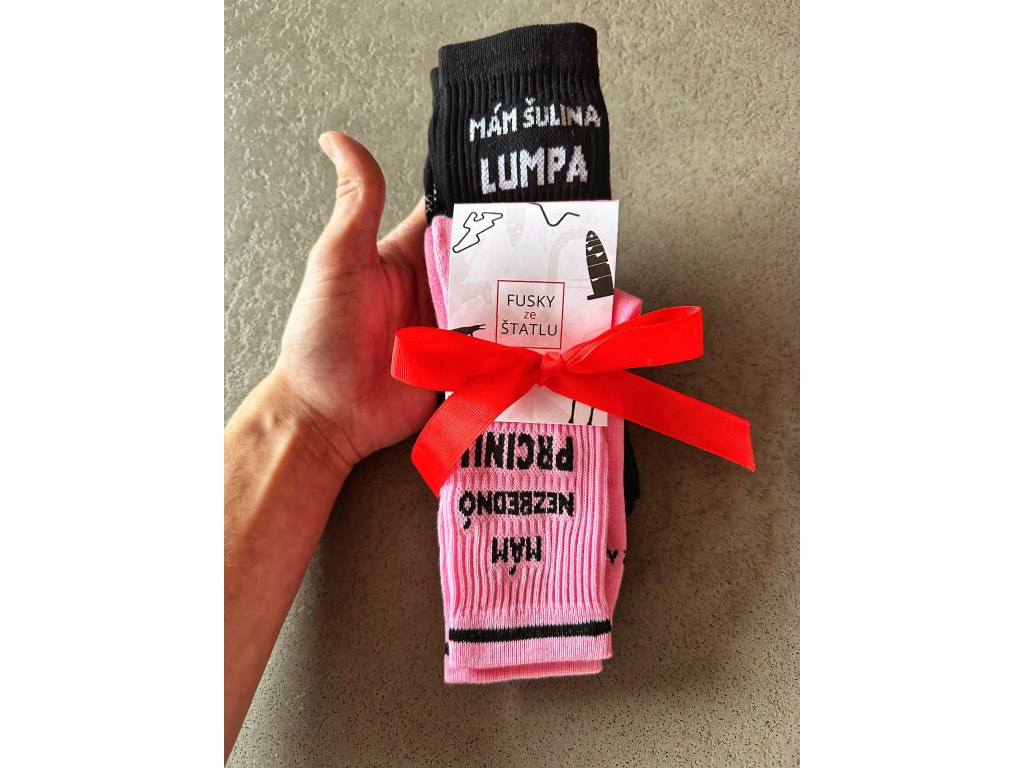 MÁM ŠULINA
LUMPA
FUSKY
ze
ŠTATLU
MÁM
NEZBEDNÓ
PRCINU